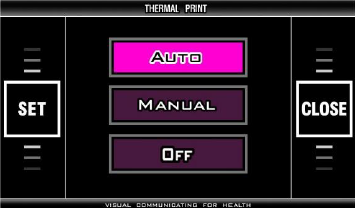 THERMAL PRINT
AUTO
SET
MANUAL
CLOSE
OFF
VISUAL COMMUNICATING FOR HEALTH